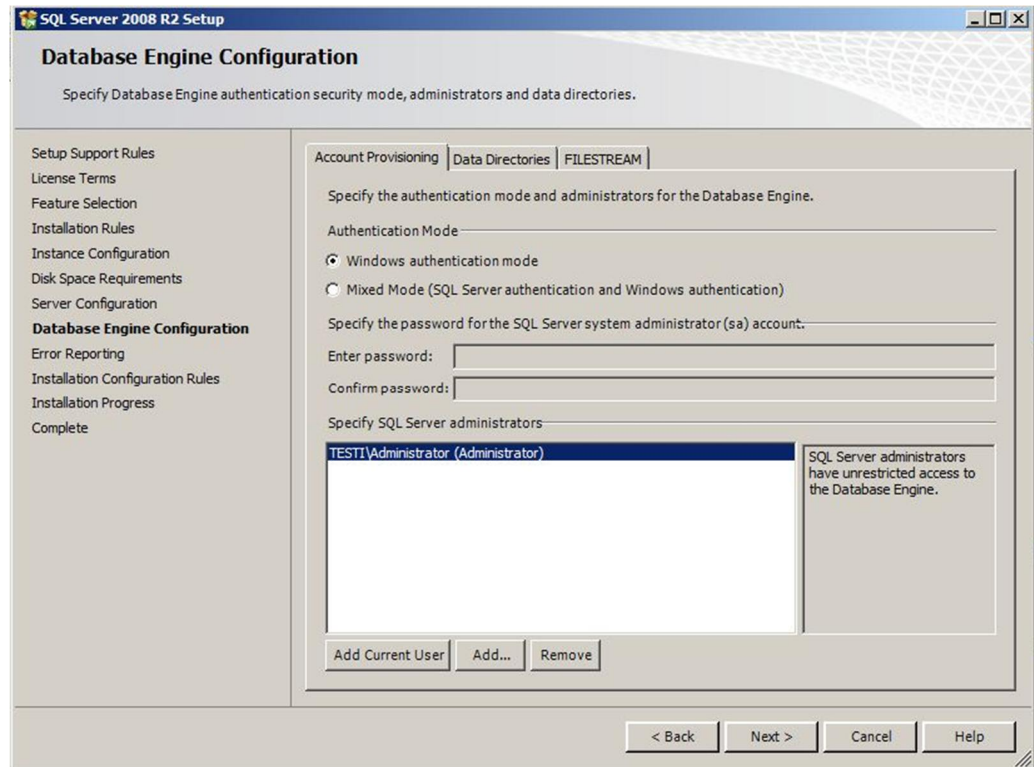 SQL Server 2008 R2 Setup
Database Engine Configuration
Specify Database Engine authentication security mode, administrators and data directories.
Setup Support Rules
License Terms
Feature Selection
Installation Rules
Instance Configuration
Disk Space Requirements
Server Configuration
Database Engine Configuration
Error Reporting
Installation Configuration Rules
Installation Progress
Complete
Account Provisioning Data Directories FILESTREAM
Specify the authentication mode and administrators for the Database Engine.
Authentication Mode
Windows authentication mode
Mixed Mode (SQL Server authentication and Windows authentication)
Specify the password for the SQL Server system administrator (sa) account.
Enter password:
Confirm password:
Specify SQL Server administrators
TESTI\Administrator (Administrator)
SQL Server administrators
have unrestricted access to
the Database Engine.
Add Current User Add... Remove
< Back Next > Cancel Help